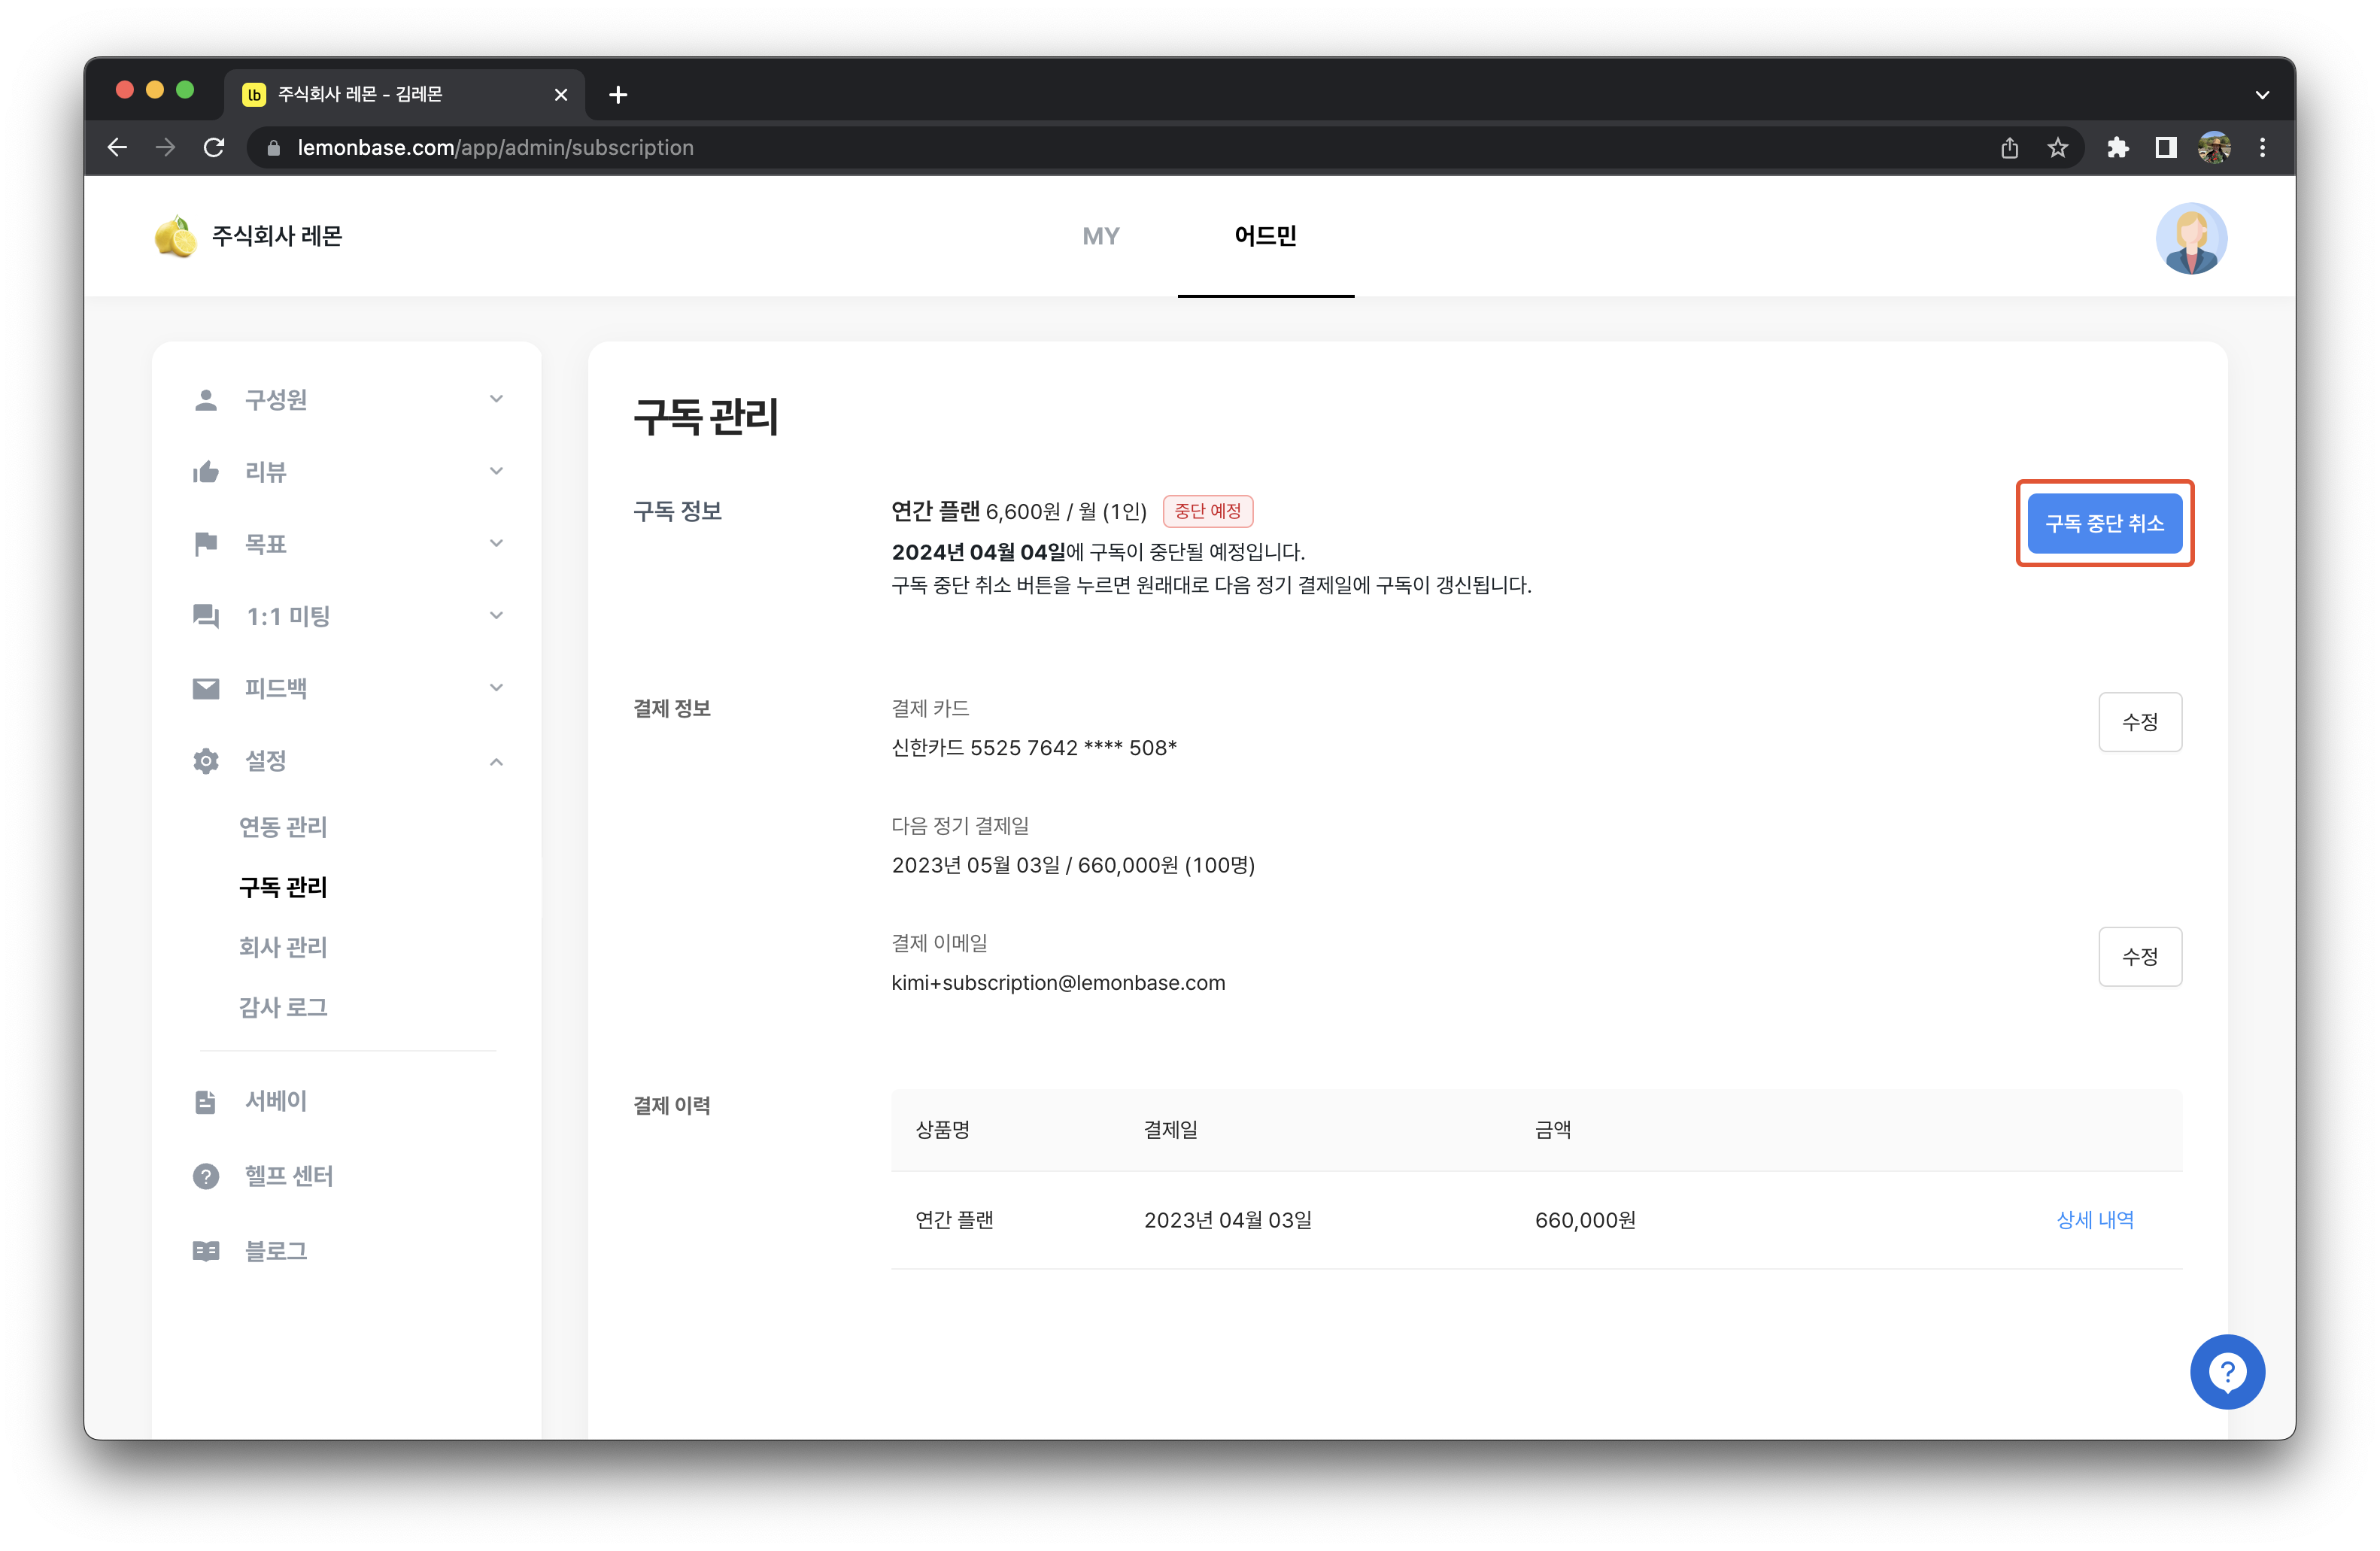 lb 주식회사 레몬 - 김레몬
lemonbase.com/app/admin/subscription
주식회사 레몬
MY
어드민
구성원
리뷰
목표
1:1 미팅
피드백
설정
연동 관리
구독 관리
회사 관리
감사 로그
서베이
헬프 센터
블로그
구독 관리
구독 정보
연간 플랜 6,600원 / 월 (1인) 중단 예정
2024년 04월 04일에 구독이 중단될 예정입니다.
구독 중단 취소 버튼을 누르면 원래대로 다음 정기 결제일에 구독이 갱신됩니다.
구독 중단 취소
결제 정보
결제 카드
신한카드 5525 7642 **** 508*
수정
다음 정기 결제일
2023년 05월 03일 / 660,000원 (100명)
결제 이메일
kimi+subscription@lemonbase.com
수정
결제 이력
상품명 결제일 금액
연간 플랜 2023년 04월 03일 660,000원 상세 내역